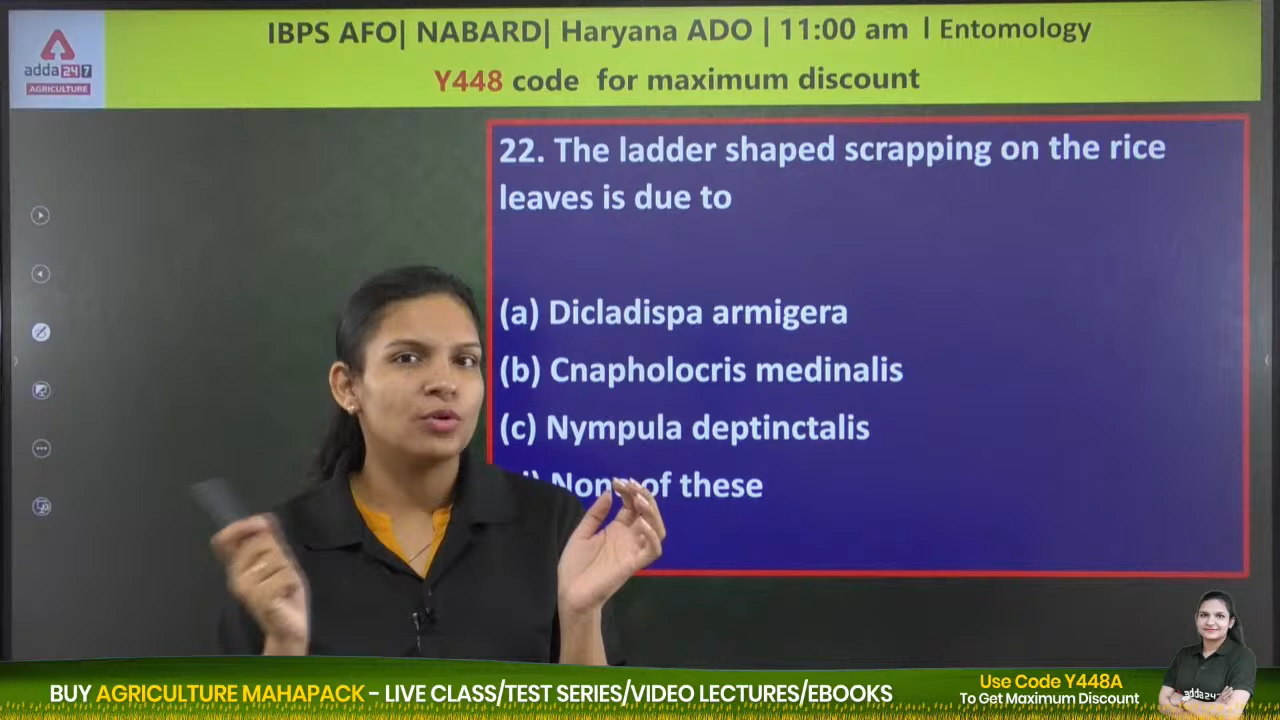 IBPS AFO| NABARD| Haryana ADO | 11:00 am | Entomology
Y448 code for maximum discount
adda247
AGRICULTURE
22. The ladder shaped scrapping on the rice
leaves is due to
(a) Dicladispa armigera
(b) Cnapholocris medinalis
(c) Nympula deptinctalis
of these
BUY AGRICULTURE MAHAPACK – LIVE CLASS/TEST SERIES/VIDEO LECTURES/EBOOKS
Use Code Y448A
To Get Maximum Discount
adda247